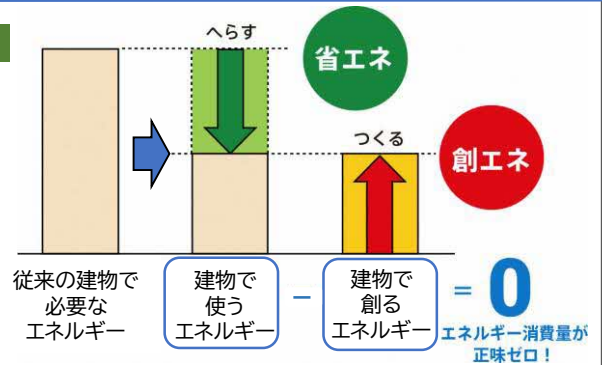 へらす
省エネ
つくる
創エネ
従来の建物で
必要な
エネルギー
建物で
使う
エネルギー
－
建物で
創る
エネルギー
＝
0
エネルギー消費量が
正味ゼロ！